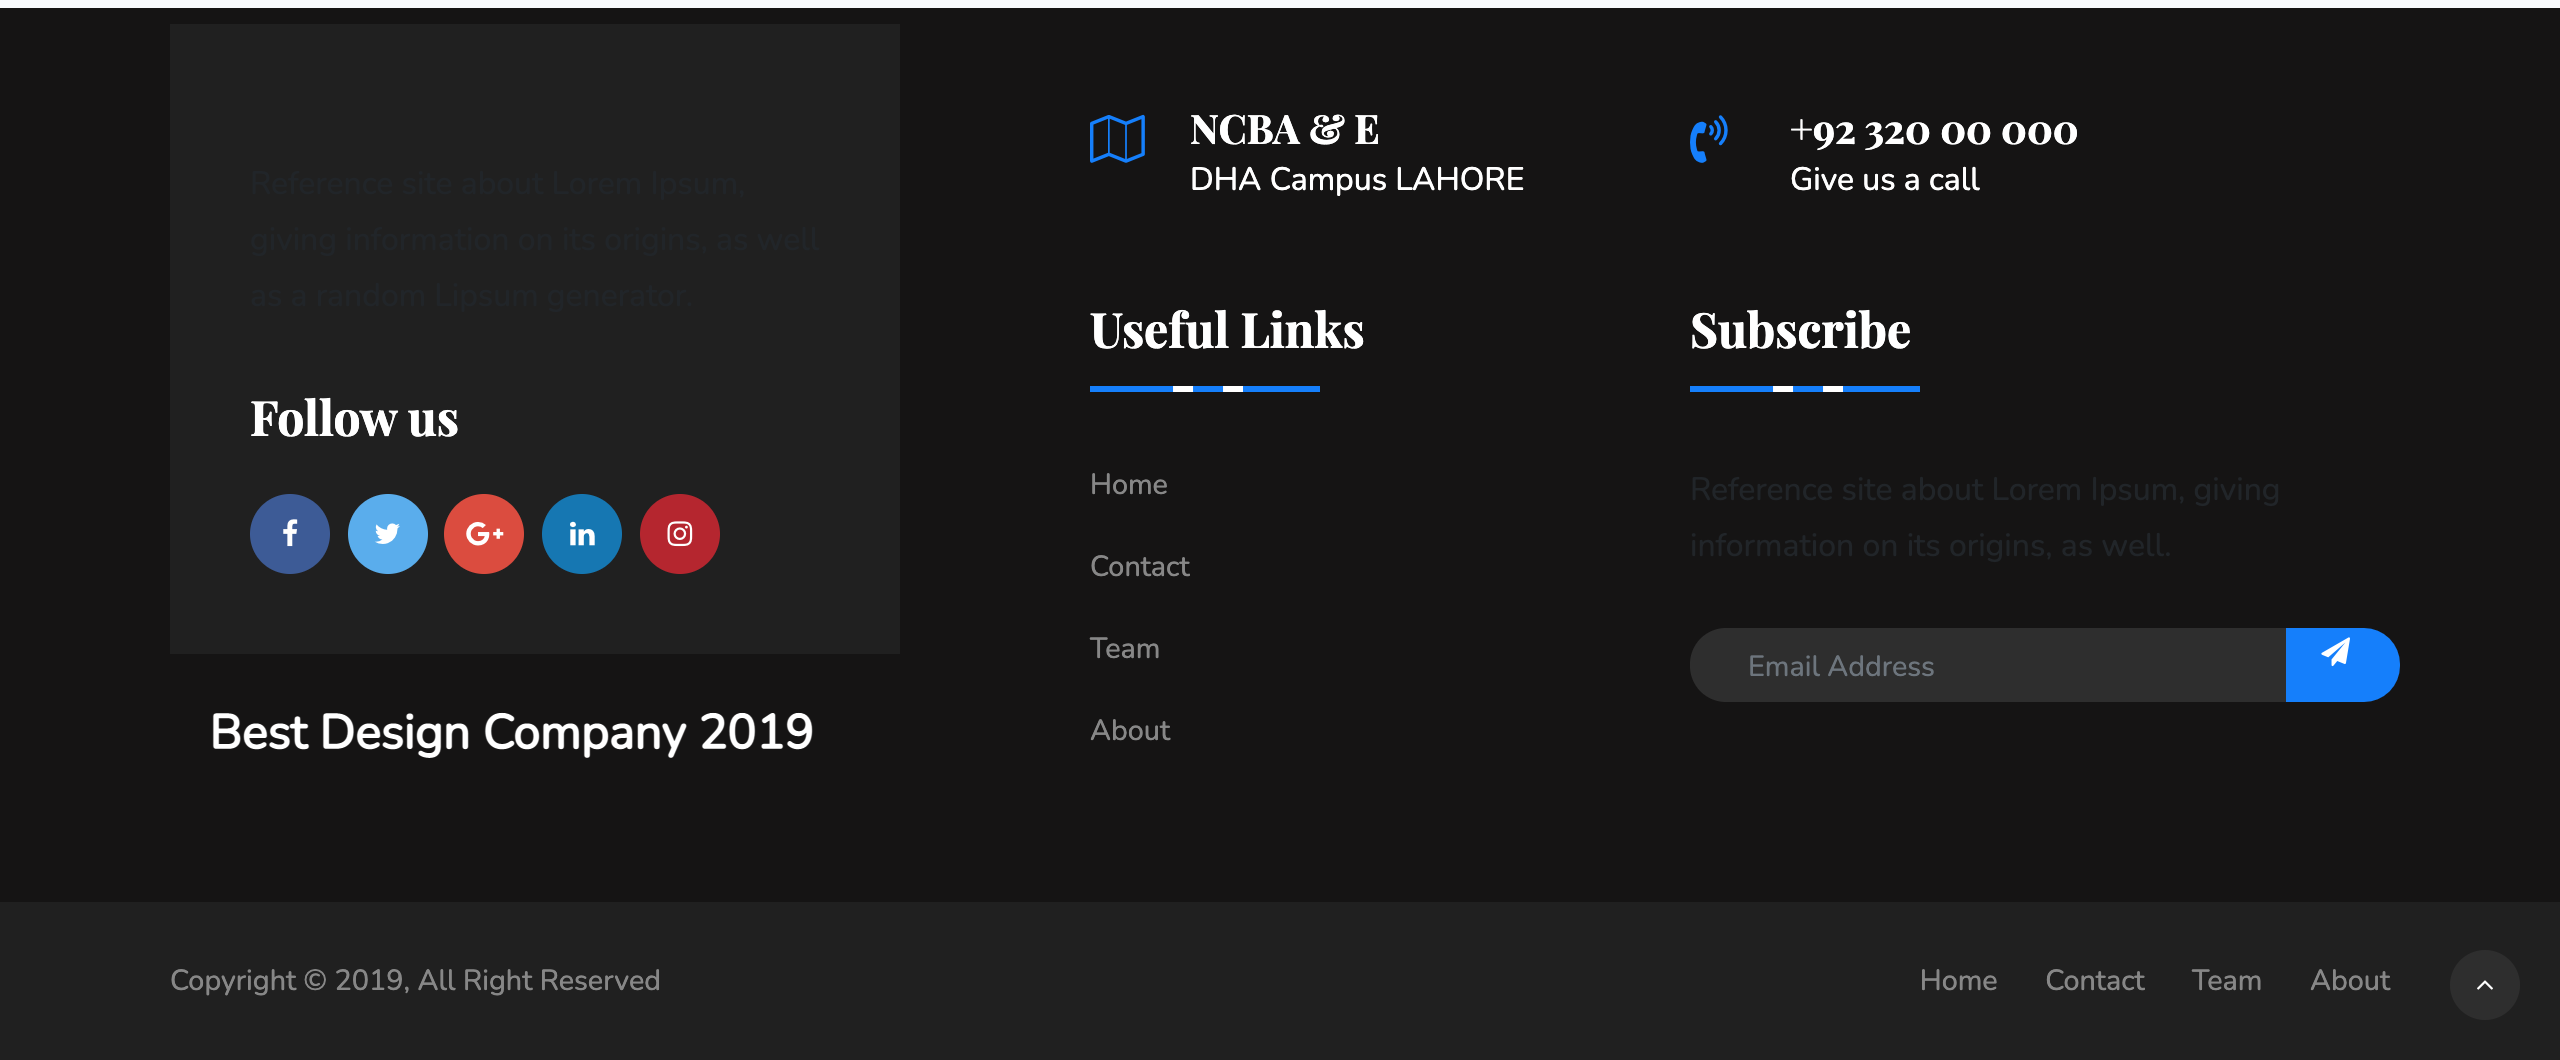 Reference site about Lorem Ipsum,
giving information on its origins, as well
as a random Lipsum generator.
Follow us
Best Design Company 2019
NCBA & E
DHA Campus LAHORE
+92 320 00 000
Give us a call
Useful Links
Home
Contact
Team
About
Subscribe
Reference site about Lorem Ipsum, giving
information on its origins, as well.
Email Address
Copyright © 2019, All Right Reserved
Home Contact Team About